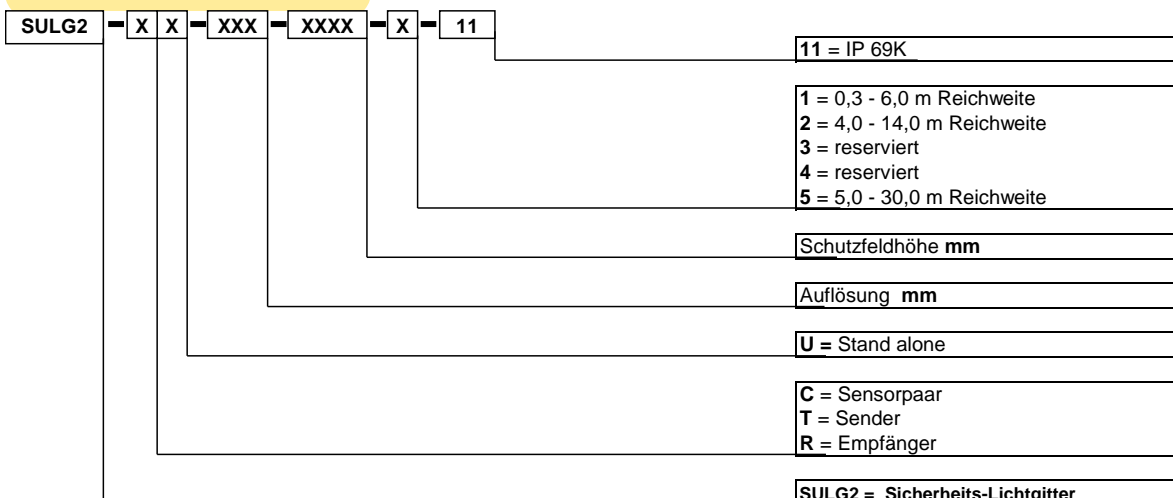 SULG2 - X X - XXX - XXXX - X - 11
11 = IP 69K
1 = 0,3 - 6,0 m Reichweite
2 = 4,0 - 14,0 m Reichweite
3 = reserviert
4 = reserviert
5 = 5,0 - 30,0 m Reichweite
Schutzfeldhöhe mm
Auflösung mm
U = Stand alone
C = Sensorpaar
T = Sender
R = Empfänger
SULG2 = Sicherheits-Lichtgitter